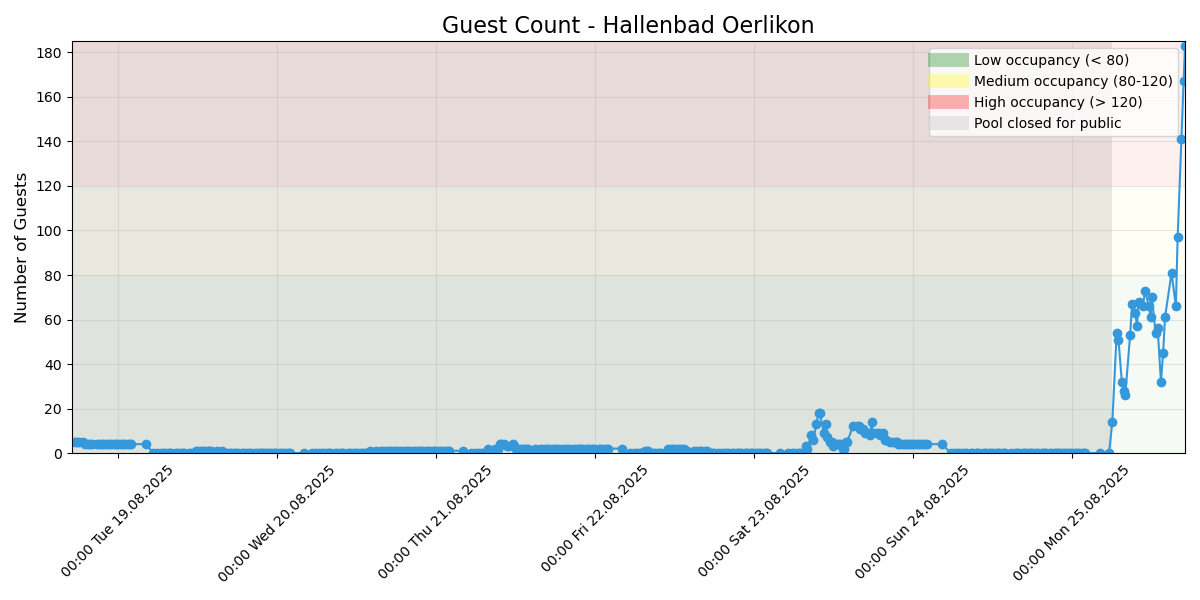 Guest Count - Hallenbad Oerlikon
Number of Guests
180
160
140
120
100
80
60
40
20
0
Low occupancy (< 80)
Medium occupancy (80-120)
High occupancy (> 120)
Pool closed for public
00:00 Tue 19.08.2025
00:00 Wed 20.08.2025
00:00 Thu 21.08.2025
00:00 Fri 22.08.2025
00:00 Sat 23.08.2025
00:00 Sun 24.08.2025
00:00 Mon 25.08.2025